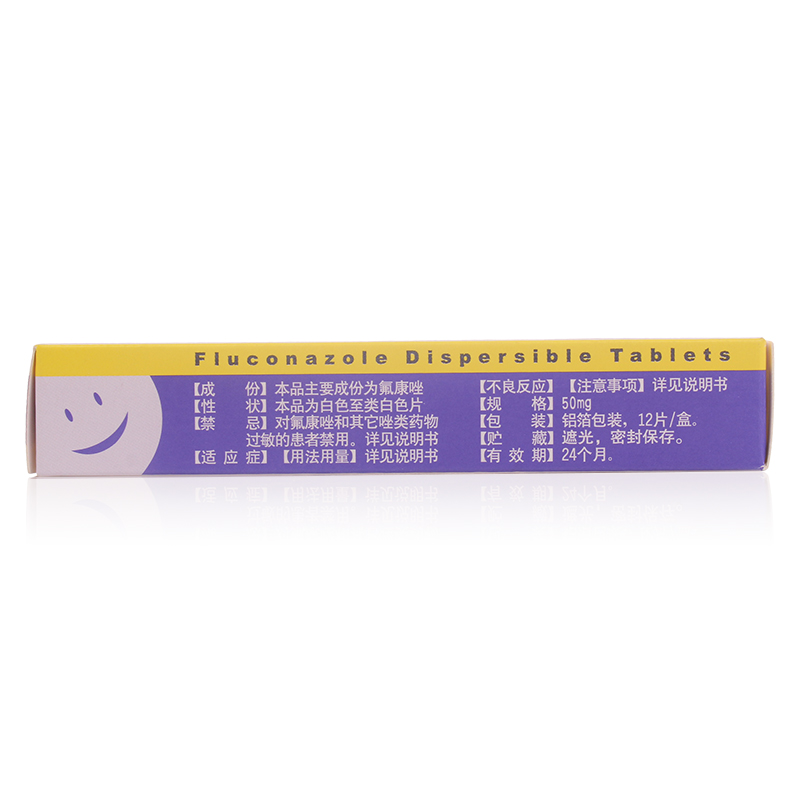 Fluconazole Dispersible Tablets
【成 份】本品主要成份为氟康唑
【性 状】本品为白色至类白色片
【禁 忌】对氟康唑和其它唑类药物
过敏的患者禁用。详见说明书
【适应症】【用法用量】详见说明书
【不良反应】【注意事项】详见说明书
【规 格】50mg
【包 装】铝箔包装，12片/盒。
【贮 藏】遮光，密封保存。
【有效期】24个月。